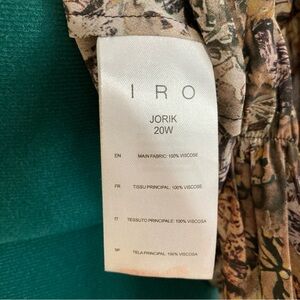 IRO
JORIK
20W
EN MAIN FABRIC: 100% VISCOSE
FR TISSU PRINCIPAL: 100% VISCOSE
IT TESSUTO PRINCIPALE: 100% VISCOSA
SP TELA PRINCIPAL: 100% VISCOSA